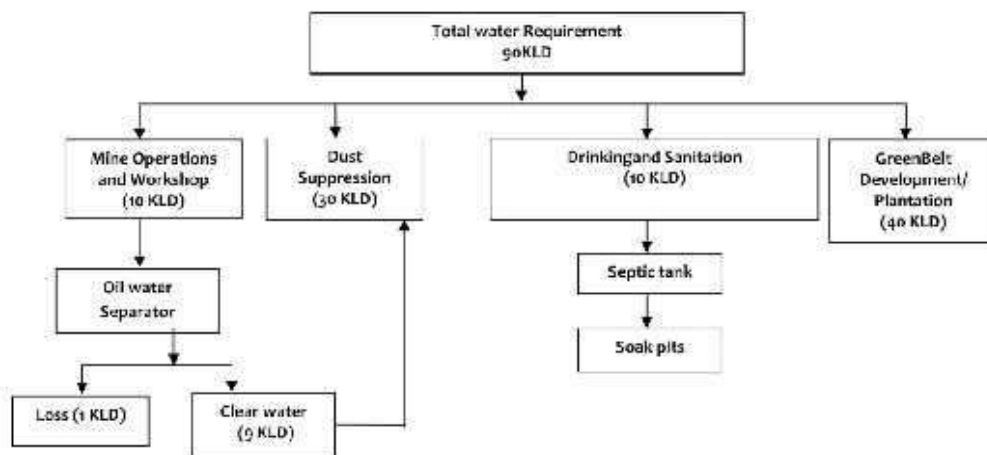 Total water Requirement
90KLD
Mine Operations
and Workshop
(10 KLD)
Dust
Suppression
(30 KLD)
Drinkingand Sanitation
(10 KLD)
GreenBelt
Development/
Plantation
(40 KLD)
Oil water
Separator
Septic tank
Soak pits
Loss (1 KLD)
Clear water
(9 KLD)